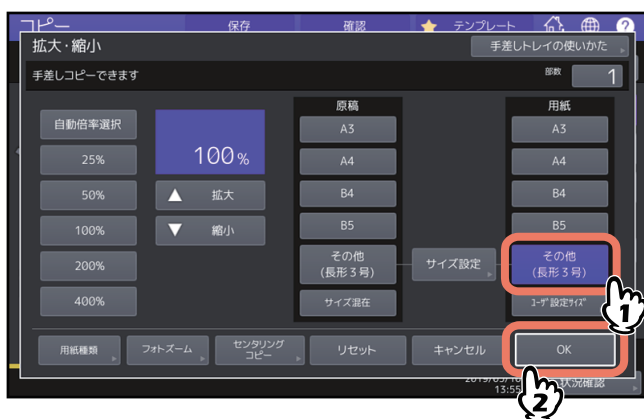 コピー 保存 確認 テンプレート
拡大・縮小 手差しトレイの使いかた
手差しコピーできます 部数 1
原稿 用紙
自動倍率選択 100% A3 A3
25% A4 A4
50% 拡大 B4 B4
100% 縮小 B5 B5
200% その他 サイズ設定 その他
(長形3号) (長形3号)
400% サイズ混在 ユーザ設定サイズ
用紙種類 フォトズーム センタリング リセット キャンセル OK
コピー
状況確認
13:55
1
2